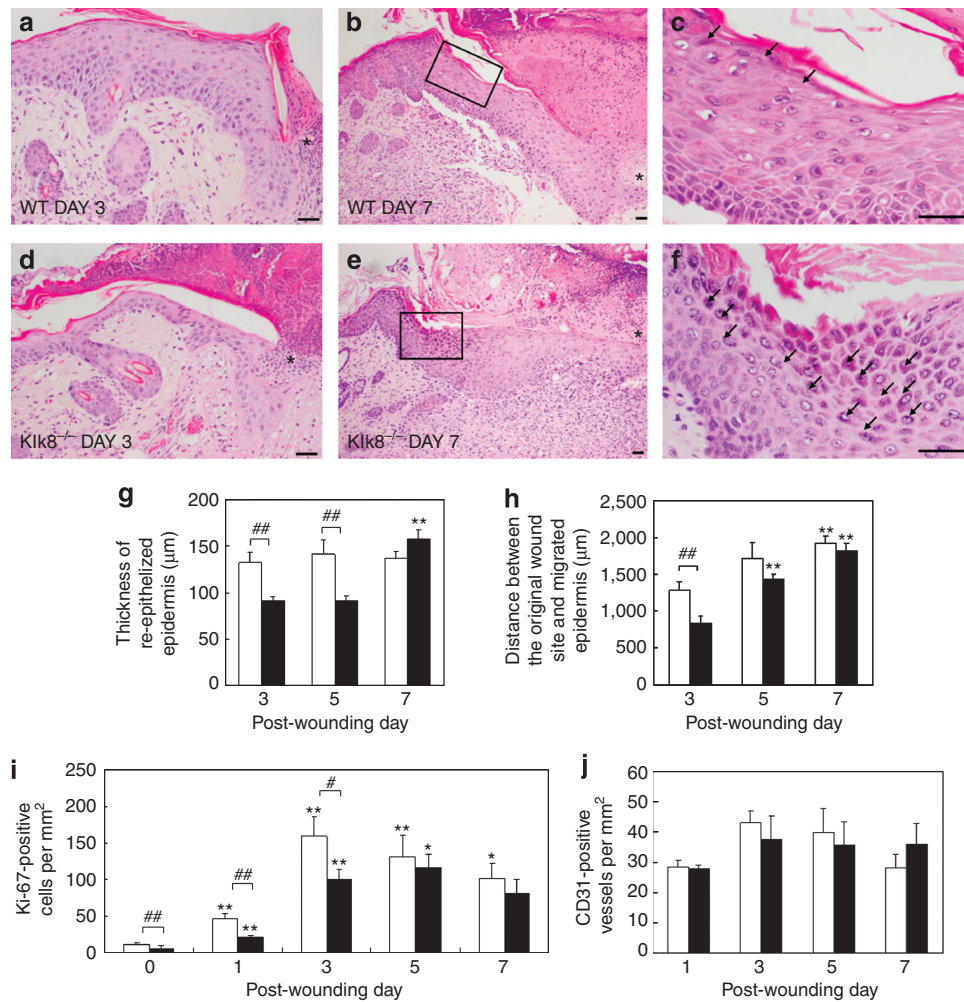 a
b
c
*
WT DAY 3
*
WT DAY 7
d
e
f
*
Klk8–/– DAY 3
*
Klk8–/– DAY 7
g
Thickness of
re-epithelized
epidermis (μm)
200
150
100
50
0
##
##
**
3 5 7
Post-wounding day
h
Distance between
the original wound
site and migrated
epidermis (μm)
2,500
2,000
1,500
1,000
500
0
##
**
** **
3 5 7
Post-wounding day
i
Ki-67-positive
cells per mm2
250
200
150
100
50
0
##
##
** **
#
** **
** *
*
0 1 3 5 7
Post-wounding day
j
CD31-positive
vessels per mm2
60
50
40
30
20
10
0
1 3 5 7
Post-wounding day